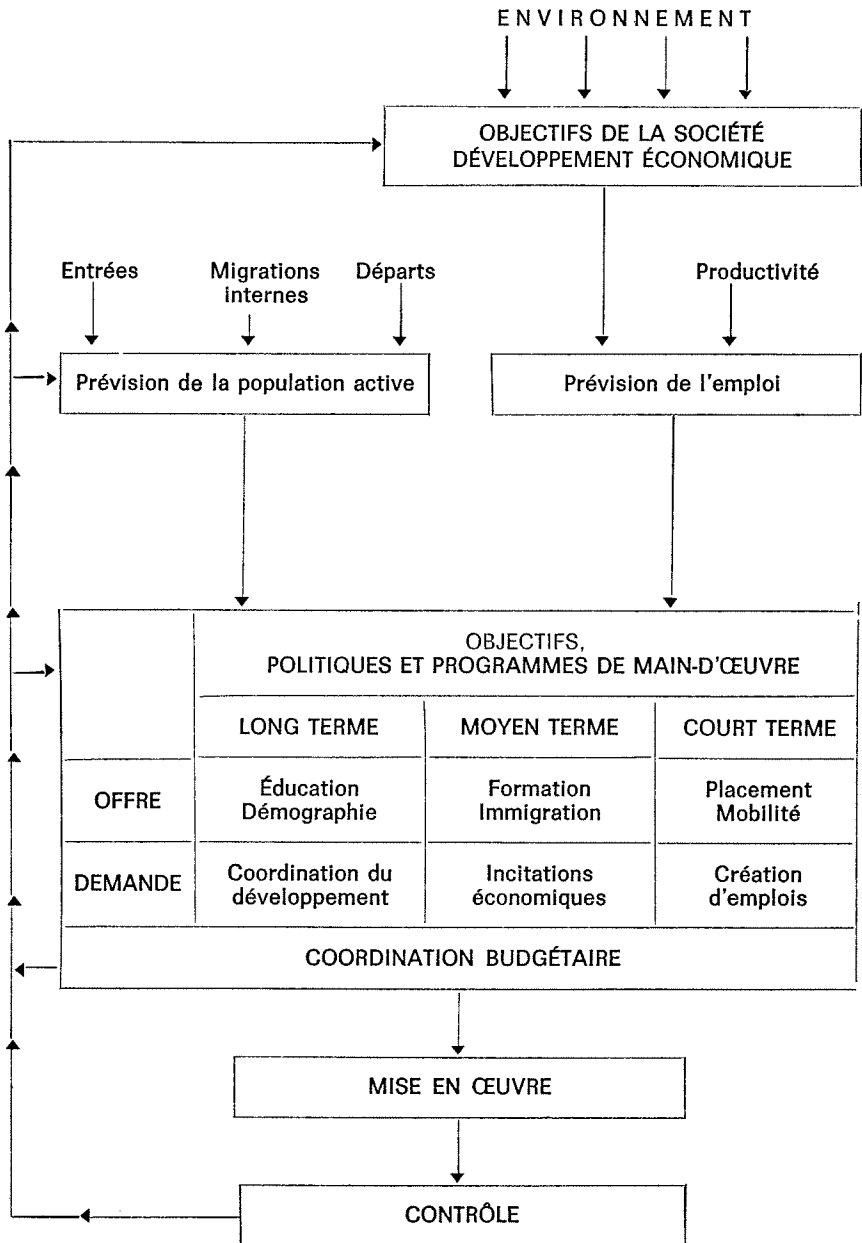 ENVIRONNEMENT
OBJECTIFS DE LA SOCIÉTÉ
DÉVELOPPEMENT ÉCONOMIQUE
Entrées
Migrations
internes
Départs
Productivité
Prévision de la population active
Prévision de l'emploi
OBJECTIFS,
POLITIQUES ET PROGRAMMES DE MAIN-D'ŒUVRE
LONG TERME
MOYEN TERME
COURT TERME
OFFRE
Éducation
Démographie
Formation
Immigration
Placement
Mobilité
DEMANDE
Coordination du
développement
Incitations
économiques
Création
d'emplois
COORDINATION BUDGÉTAIRE
MISE EN ŒUVRE
CONTRÔLE